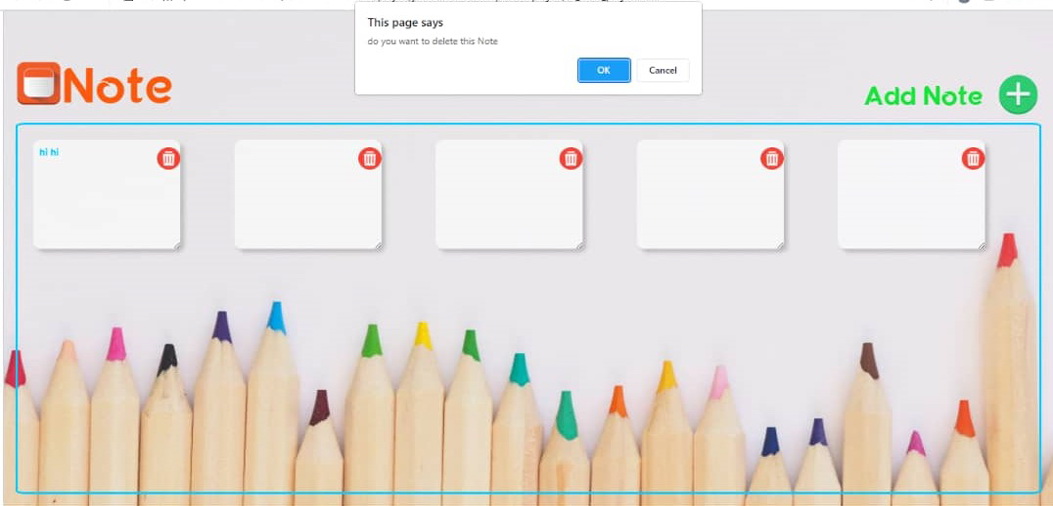 This page says
do you want to delete this Note
OK
Cancel
Note
Add Note
hi hi